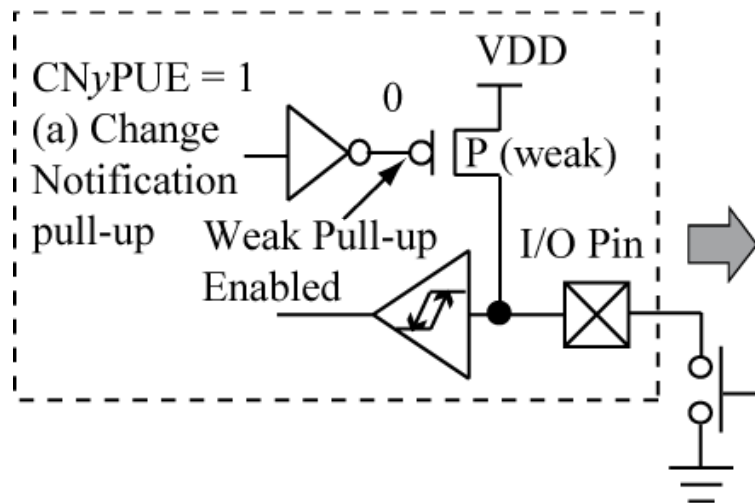 CNyPUE = 1
(a) Change
Notification
pull-up
0
VDD
P (weak)
Weak Pull-up
Enabled
I/O Pin